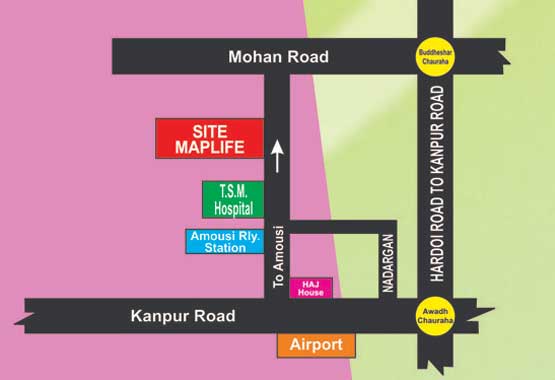 Mohan Road
Buddheshar
Chauraha
SITE
MAPLIFE
T.S.M.
Hospital
Amousi Rly.
Station
To Amousi
HAJ
House
NADARGAN
HARDOI ROAD TO KANPUR ROAD
Kanpur Road
Awadh
Chauraha
Airport